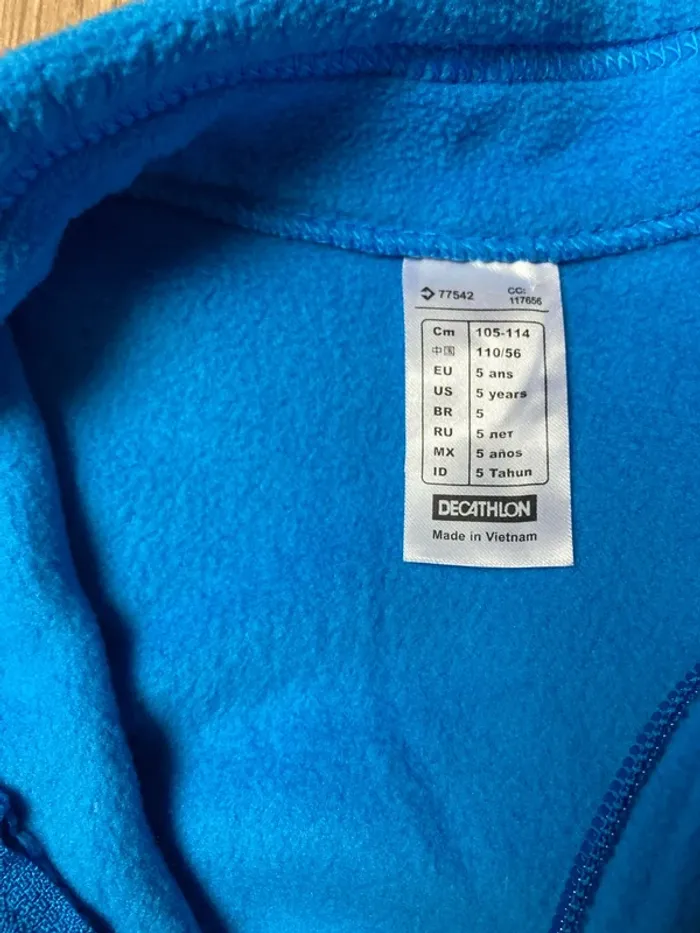 77542 CC: 117656
Cm 105-114
中国 110/56
EU 5 ans
US 5 years
BR 5
RU 5 лет
MX 5 años
ID 5 Tahun
DECATHLON
Made in Vietnam